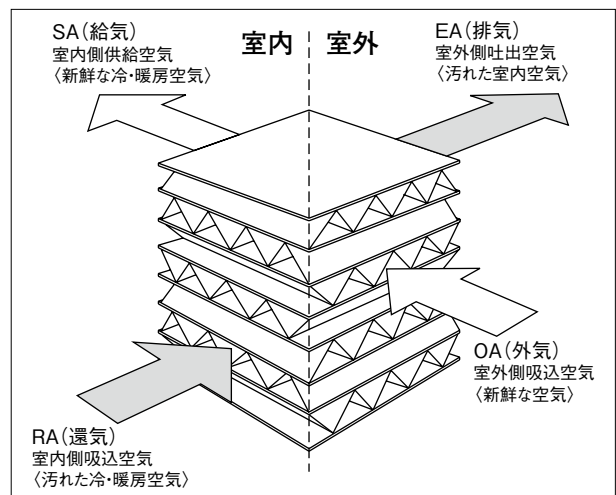 SA（給気）
室内側供給空気
〈新鮮な冷・暖房空気〉
室内
室外
EA（排気）
室外側吐出空気
〈汚れた室内空気〉
OA（外気）
室外側吸込空気
〈新鮮な空気〉
RA（還気）
室内側吸込空気
〈汚れた冷・暖房空気〉